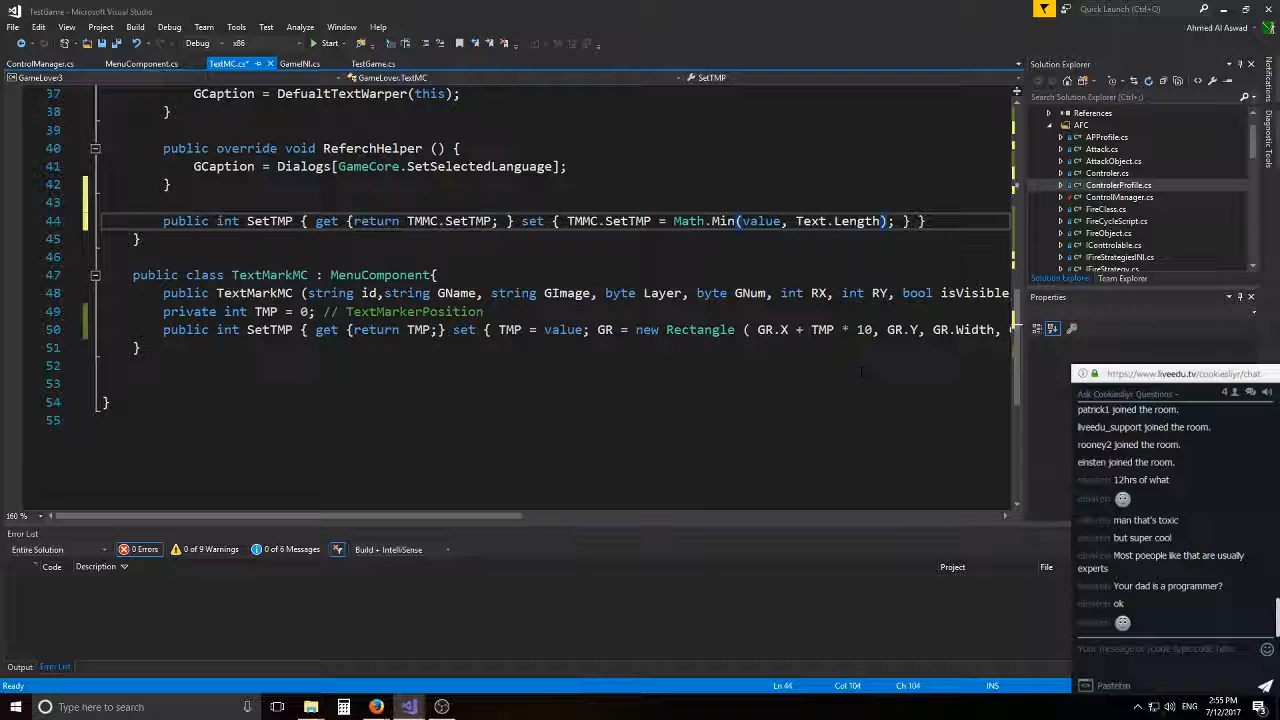 TestGame - Microsoft Visual Studio
Quick Launch (Ctrl+;)
File Edit View Project Build Debug Team Tools Test Analyze Window Help
Ahmed Al Aswad
Debug x86 Start
ControlManager.cs MenuComponent.cs TextMC.cs* GameINI.cs TestGame.cs
GameLover3 GameLover.TextMC SetTMP
37 GCaption = DefualtTextWarper(this);
38 }
39
40 public override void ReferchHelper () {
41 GCaption = Dialogs[GameCore.SetSelectedLanguage];
42 }
43
44 public int SetTMP { get {return TMMC.SetTMP; } set { TMMC.SetTMP = Math.Min(value, Text.Length); } }
45 }
46
47 public class TextMarkMC : MenuComponent{
48 public TextMarkMC (string id,string GName, string GImage, byte Layer, byte GNum, int RX, int RY, bool isVisible
49 private int TMP = 0; // TextMarkerPosition
50 public int SetTMP { get {return TMP;} set { TMP = value; GR = new Rectangle ( GR.X + TMP * 10, GR.Y, GR.Width,
51 }
52
53
54 }
55
160 %
Solution Explorer
Search Solution Explorer (Ctrl+;)
References
AFC
APProfile.cs
Attack.cs
AttackObject.cs
Controler.cs
ControlerProfile.cs
ControlManager.cs
FireClass.cs
FireCycleScript.cs
FireObject.cs
IControllable.cs
IFireStrategiesINI.cs
IFireStrategy.cs
Solution Explorer Team Explorer
Properties
Notifications
Diagnostic Tools
Error List
Entire Solution 0 Errors 0 of 9 Warnings 0 of 6 Messages Build + IntelliSense
Code Description Project File
Output Error List
Ready Ln 44 Col 104 Ch 104 INS
https://www.liveedu.tv/cookiesliyr/chat
Ask Cookiesliyr Questions 4
patrick1 joined the room.
liveedu_support joined the room.
rooney2 joined the room.
einsten joined the room.
12hrs of what
man that's toxic
but super cool
Most poeople like that are usually
experts
Your dad is a programmer?
ok
Pastebin
Type here to search
2:55 PM
7/12/2017